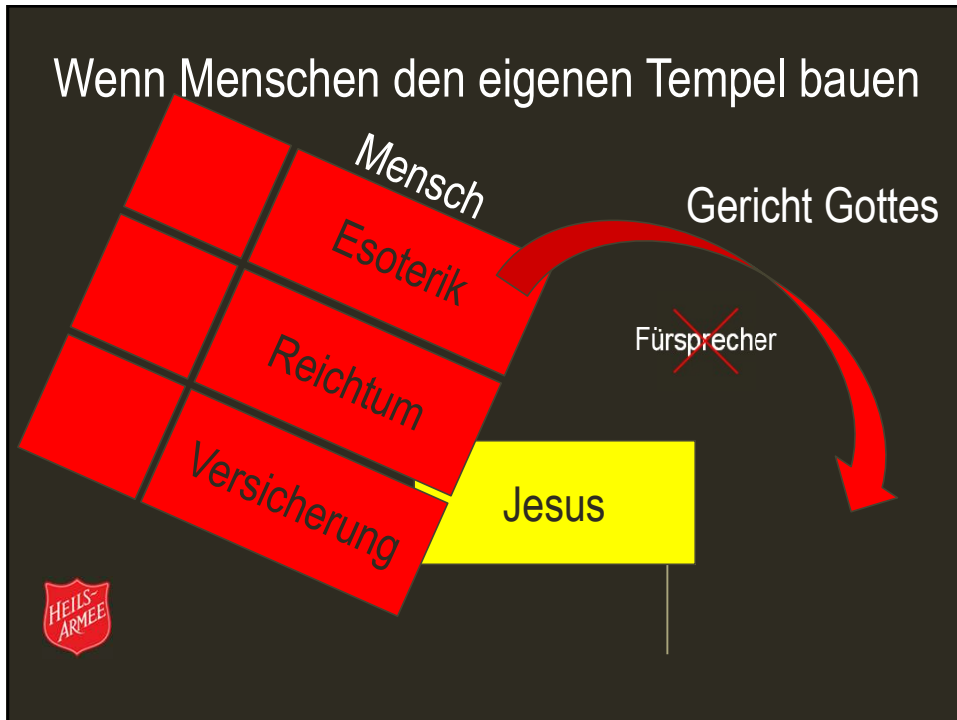 Wenn Menschen den eigenen Tempel bauen
Mensch
Gericht Gottes
Esoterik
Fürsprecher
Reichtum
Versicherung
Jesus
HEILS-
ARMEE